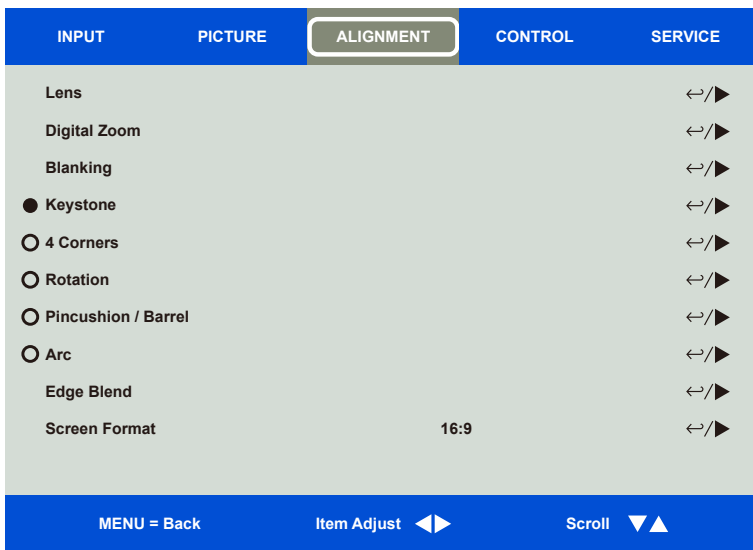 INPUT PICTURE ALIGNMENT CONTROL SERVICE
Lens
Digital Zoom
Blanking
Keystone
4 Corners
Rotation
Pincushion / Barrel
Arc
Edge Blend
Screen Format 16:9
MENU = Back Item Adjust Scroll